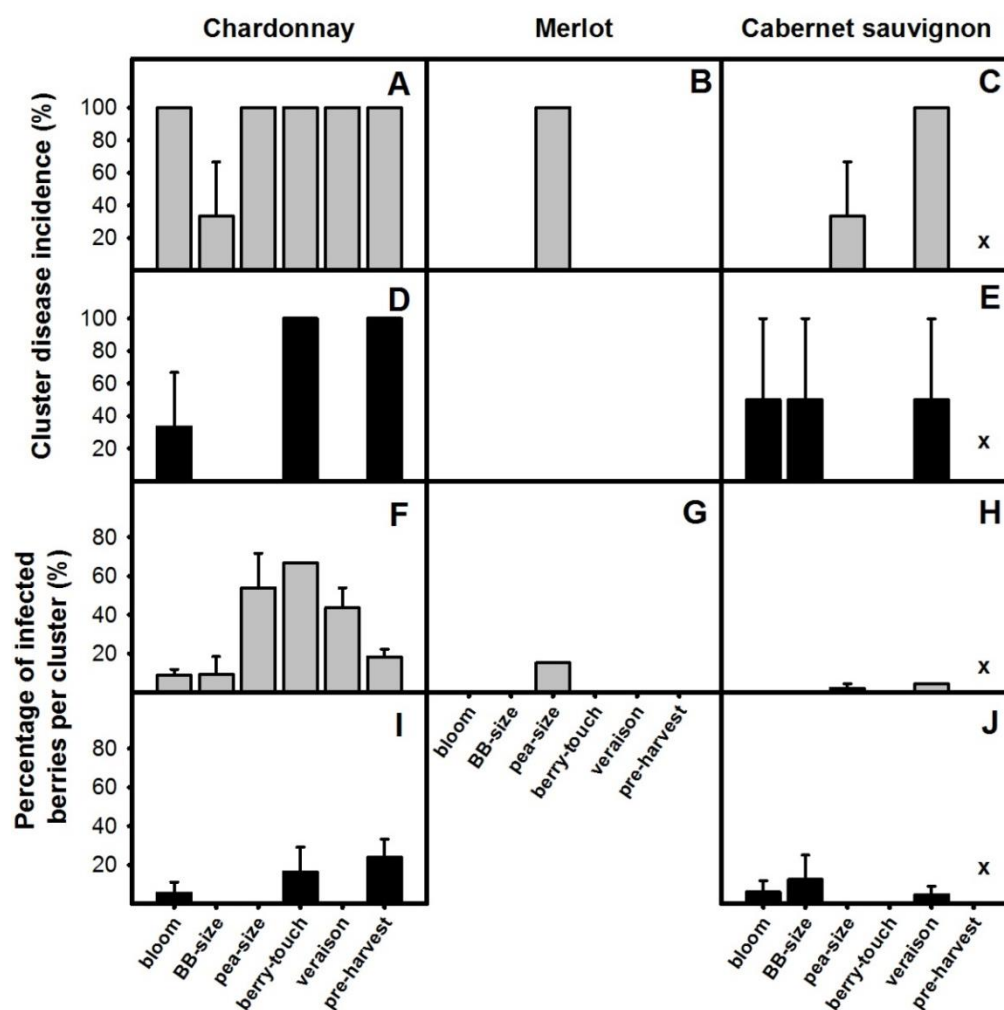 Chardonnay Merlot Cabernet sauvignon
Cluster disease incidence (%)
A
100
80
60
40
20
B
C
x
D
100
80
60
40
20
E
x
Percentage of infected
berries per cluster (%)
F
80
60
40
20
G
bloom
BB-size
pea-size
berry-touch
veraison
pre-harvest
H
x
I
80
60
40
20
bloom
BB-size
pea-size
berry-touch
veraison
pre-harvest
J
x
bloom
BB-size
pea-size
berry-touch
veraison
pre-harvest